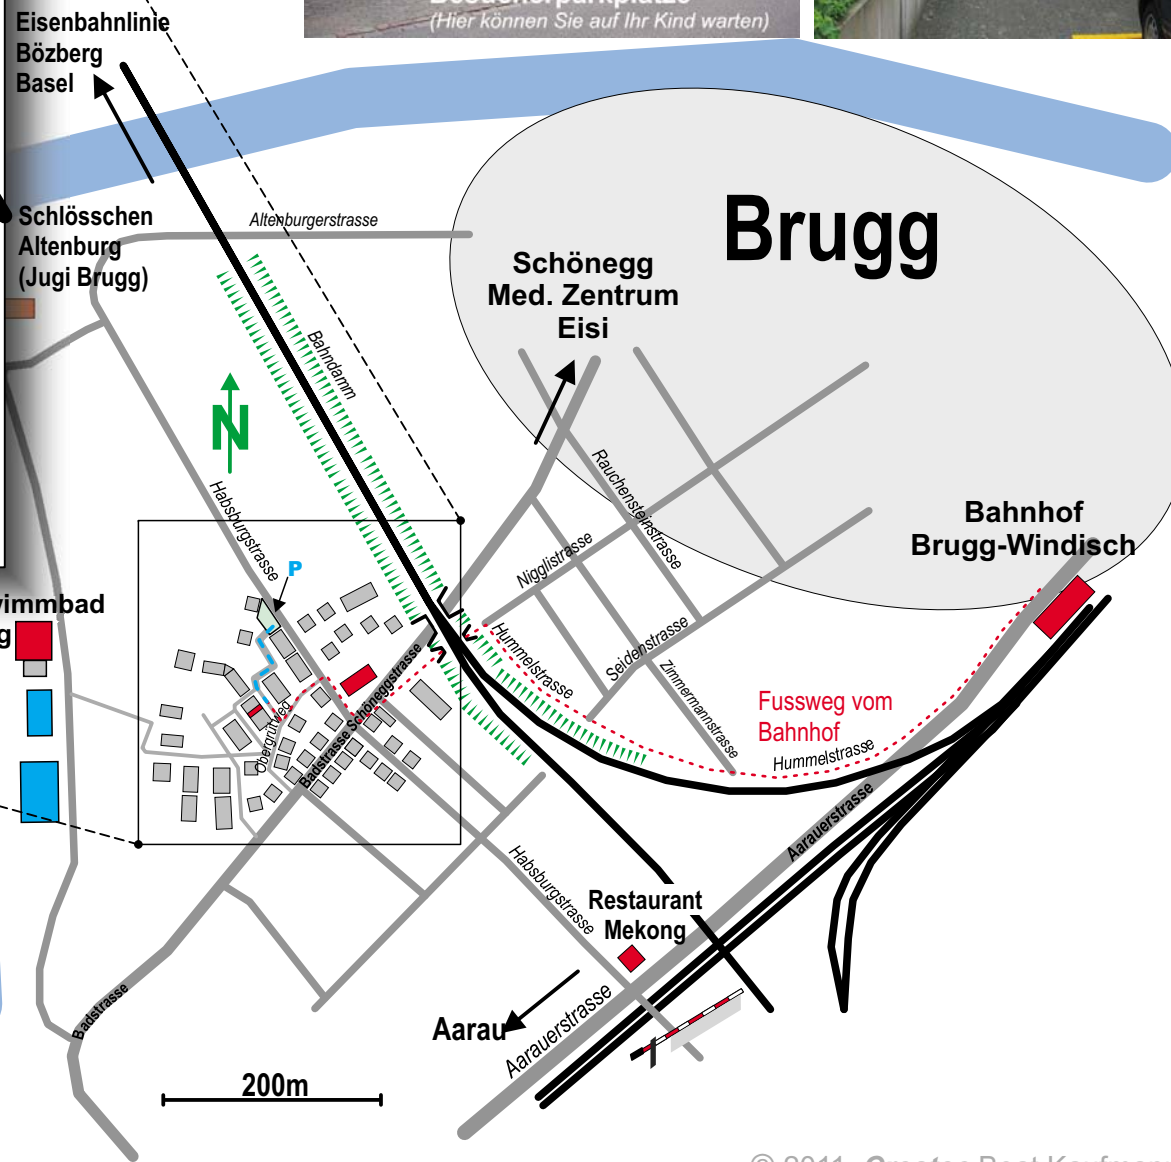 (Hier können Sie auf Ihr Kind warten)
Eisenbahnlinie
Bözberg
Basel
Schlösschen
Altenburg
(Jugi Brugg)
Altenburgerstrasse
Brugg
Schönegg
Med. Zentrum
Eisi
Bahndamm
N
Habsburgstrasse
P
Rauchensteinstrasse
Nigglistrasse
Bahnhof
Brugg-Windisch
Hummelstrasse
Seidenstrasse
Zimmermannstrasse
Fussweg vom
Bahnhof
Hummelstrasse
Obergrütweg
Badstrasse Schöneggstrasse
Aarauerstrasse
Habsburgstrasse
Restaurant
Mekong
Badstrasse
Aarau
Aarauerstrasse
200m
© 2011